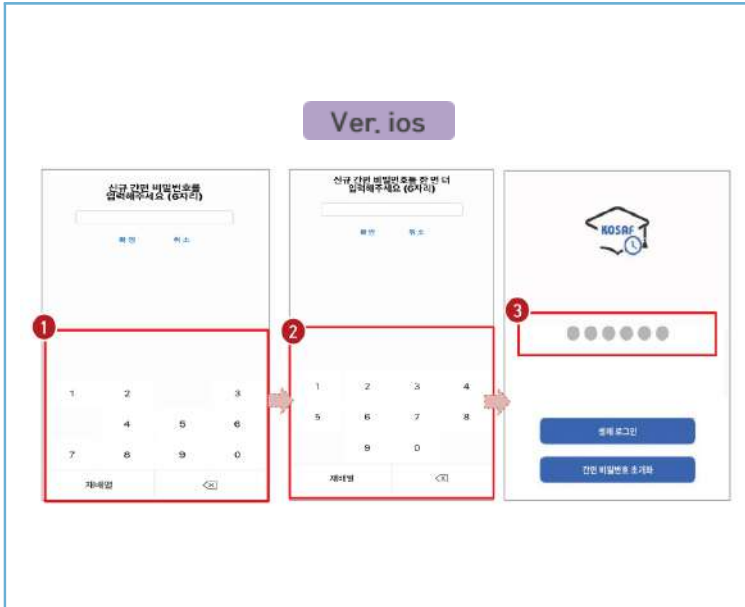 Ver. ios
신규 간편 비밀번호를
입력해주세요 (6자리)
확인 취소
1
1 2 3
4 5 6
7 8 9 0
재배열
신규 간편 비밀번호를 한 번 더
입력해주세요 (6자리)
확인 취소
2
1 2 3 4
5 6 7 8
9 0
재배열
KOSAF
3
생체 로그인
간편 비밀번호 초기화